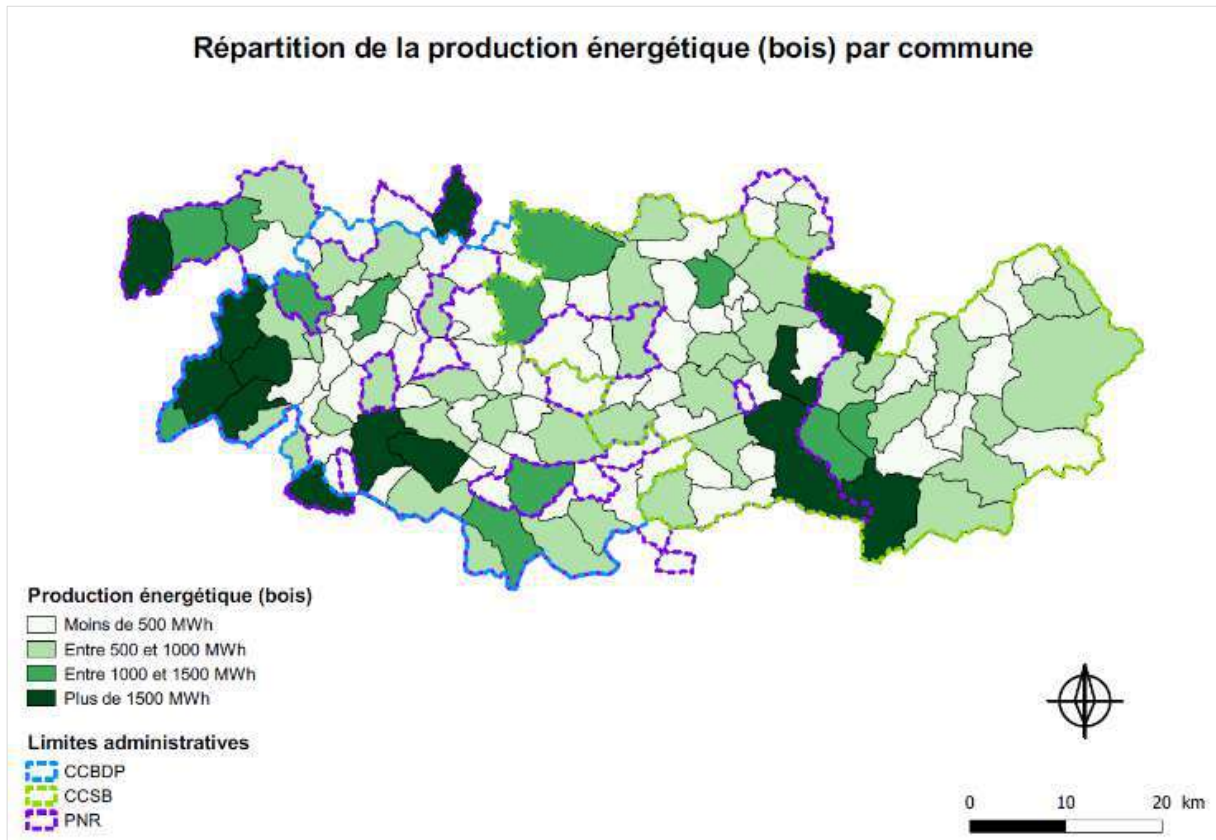 Répartition de la production énergétique (bois) par commune
Production énergétique (bois)
Moins de 500 MWh
Entre 500 et 1000 MWh
Entre 1000 et 1500 MWh
Plus de 1500 MWh
Limites administratives
CCBDP
CCSB
PNR
0 10 20 km